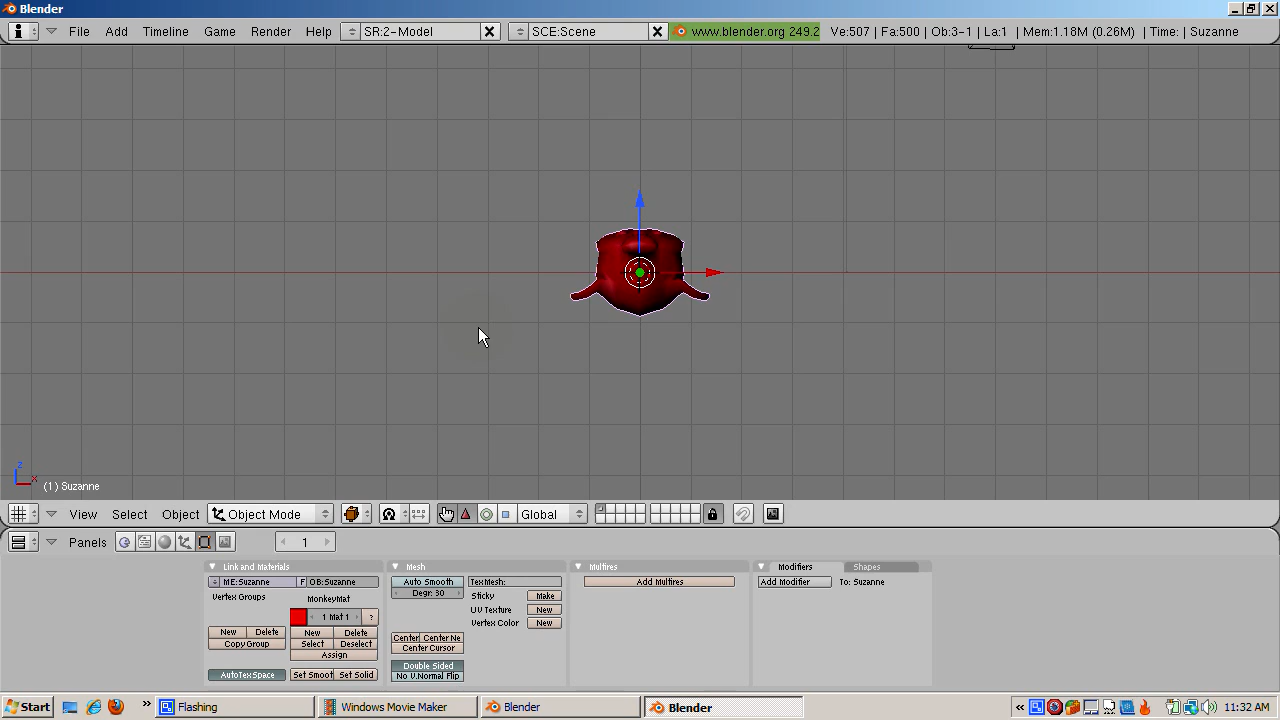 Blender
File Add Timeline Game Render Help SR:2-Model SCE:Scene www.blender.org 249.2 Ve:507 | Fa:500 | Ob:3-1 | La:1 | Mem:1.18M (0.26M) | Time: | Suzanne
z
x
(1) Suzanne
View Select Object Object Mode Global
Panels 1
Link and Materials Mesh Multires Modifiers Shapes
ME:Suzanne F OB:Suzanne Auto Smooth TexMesh: Add Multires Add Modifier To: Suzanne
Degr: 30
Vertex Groups MonkeyMat Sticky Make
UV Texture New
1 Mat 1 ? Vertex Color New
New Delete New Delete Center Center Ne
Copy Group Select Deselect Center Cursor
Assign
Double Sided
AutoTexSpace Set Smoot Set Solid No V.Normal Flip
Start Flashing Windows Movie Maker Blender Blender 11:32 AM